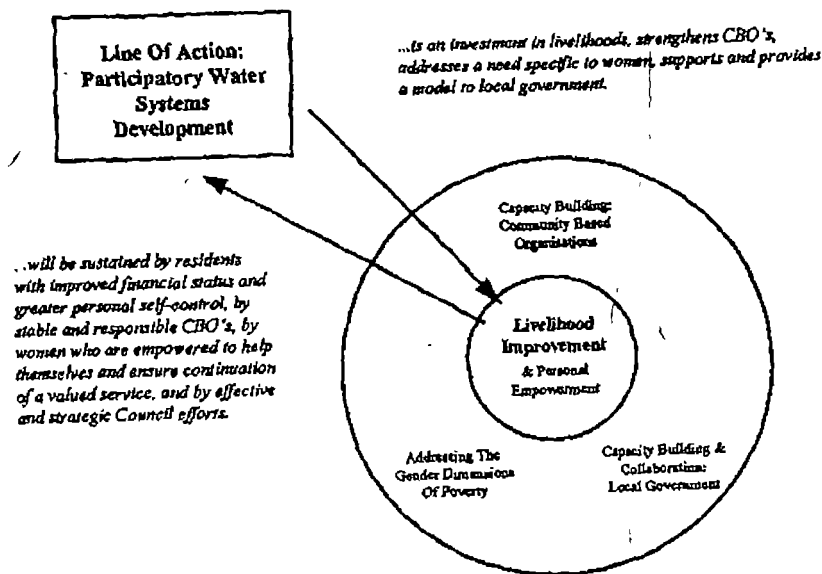 Line Of Action:
Participatory Water
Systems
Development
...is an investment in livelihoods, strengthens CBO's,
addresses a need specific to women, supports and provides
a model to local government.
Capacity Building:
Community Based
Organisations
...will be sustained by residents
with improved financial status and
greater personal self-control, by
stable and responsible CBO's, by
women who are empowered to help
themselves and ensure continuation
of a valued service, and by effective
and strategic Council efforts.
Livelihood
Improvement
& Personal
Empowerment
Addressing The
Gender Dimensions
Of Poverty
Capacity Building &
Collaboration:
Local Government